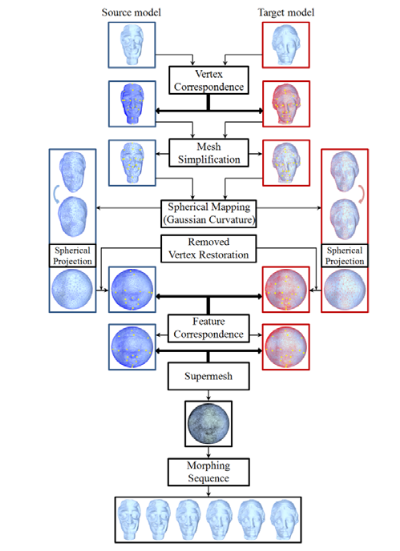 Source model
Target model
Vertex
Correspondence
Mesh
Simplification
Spherical Mapping
(Gaussian Curvature)
Removed
Vertex Restoration
Spherical
Projection
Spherical
Projection
Feature
Correspondence
Supermesh
Morphing
Sequence